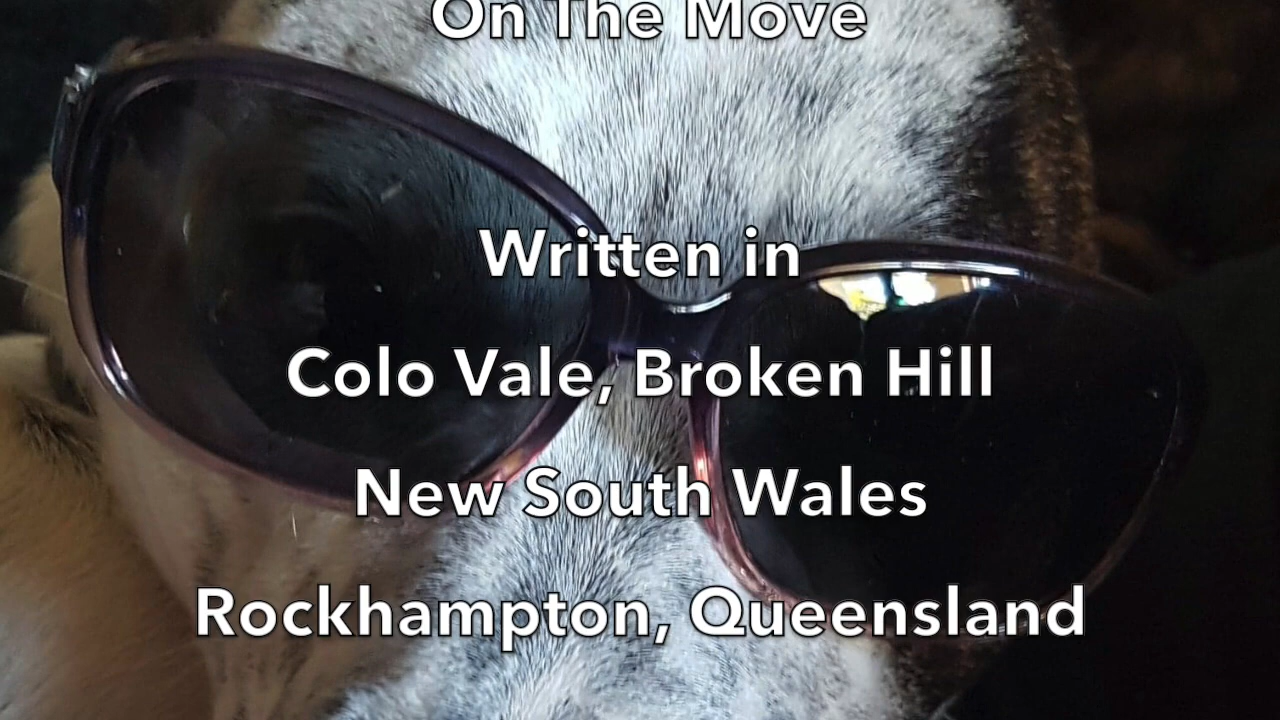 On The Move
Written in
Colo Vale, Broken Hill
New South Wales
Rockhampton, Queensland